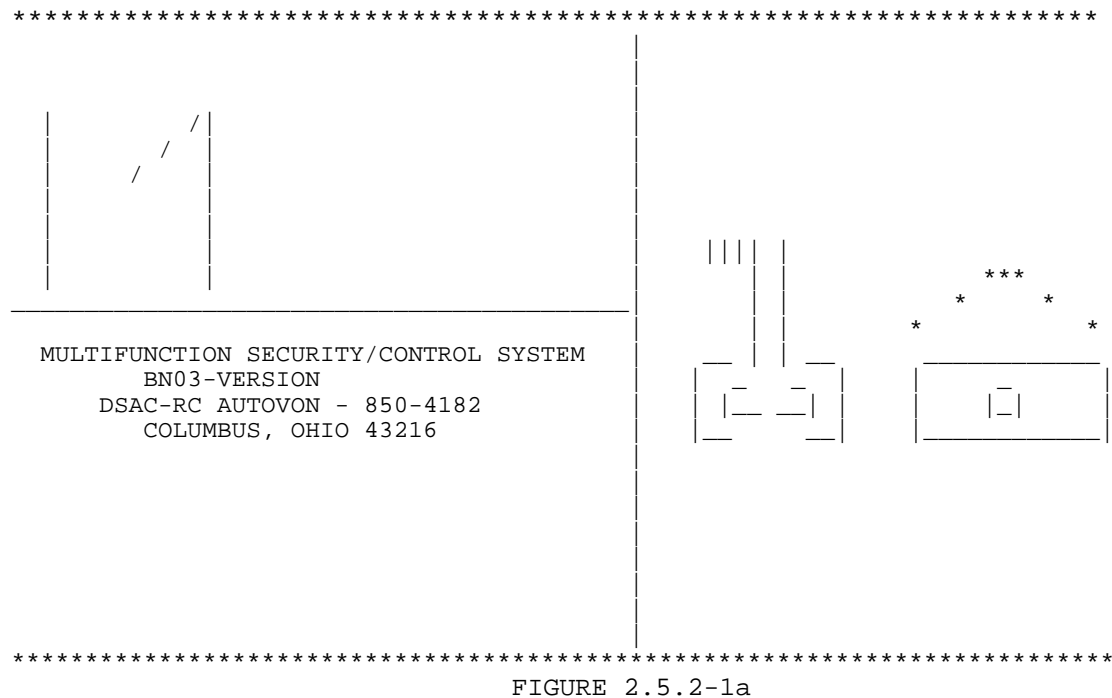 MULTIFUNCTION SECURITY/CONTROL SYSTEM
BN03-VERSION
DSAC-RC AUTOVON - 850-4182
COLUMBUS, OHIO 43216
FIGURE 2.5.2-1a